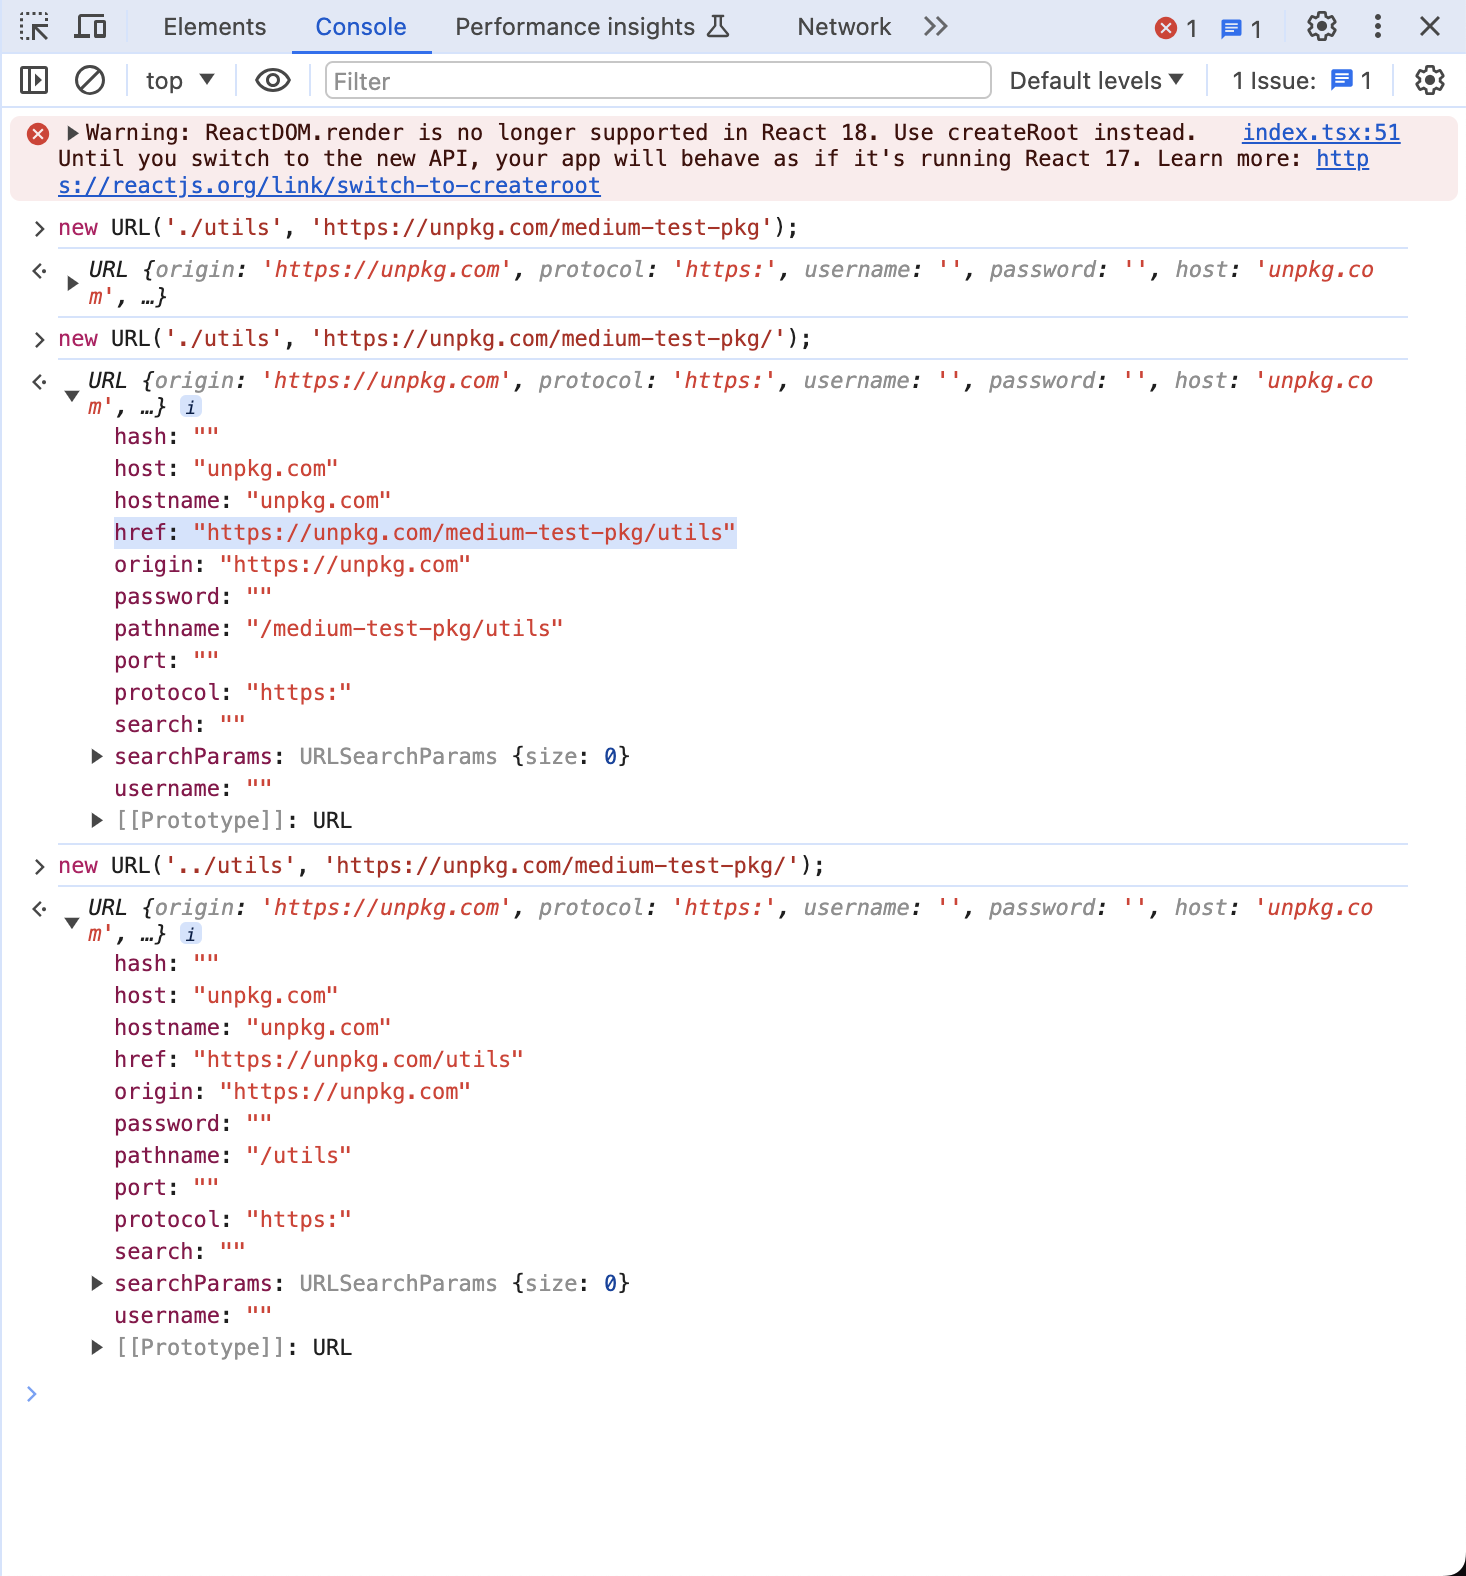 Elements Console Performance insights Network 1 1
top Filter Default levels 1 Issue: 1
Warning: ReactDOM.render is no longer supported in React 18. Use createRoot instead. index.tsx:51
Until you switch to the new API, your app will behave as if it's running React 17. Learn more: http
s://reactjs.org/link/switch-to-createroot
new URL('./utils', 'https://unpkg.com/medium-test-pkg');
URL {origin: 'https://unpkg.com', protocol: 'https:', username: '', password: '', host: 'unpkg.co
m', …}
new URL('./utils', 'https://unpkg.com/medium-test-pkg/');
URL {origin: 'https://unpkg.com', protocol: 'https:', username: '', password: '', host: 'unpkg.co
m', …} i
hash: ""
host: "unpkg.com"
hostname: "unpkg.com"
href: "https://unpkg.com/medium-test-pkg/utils"
origin: "https://unpkg.com"
password: ""
pathname: "/medium-test-pkg/utils"
port: ""
protocol: "https:"
search: ""
searchParams: URLSearchParams {size: 0}
username: ""
[[Prototype]]: URL
new URL('../utils', 'https://unpkg.com/medium-test-pkg/');
URL {origin: 'https://unpkg.com', protocol: 'https:', username: '', password: '', host: 'unpkg.co
m', …} i
hash: ""
host: "unpkg.com"
hostname: "unpkg.com"
href: "https://unpkg.com/utils"
origin: "https://unpkg.com"
password: ""
pathname: "/utils"
port: ""
protocol: "https:"
search: ""
searchParams: URLSearchParams {size: 0}
username: ""
[[Prototype]]: URL